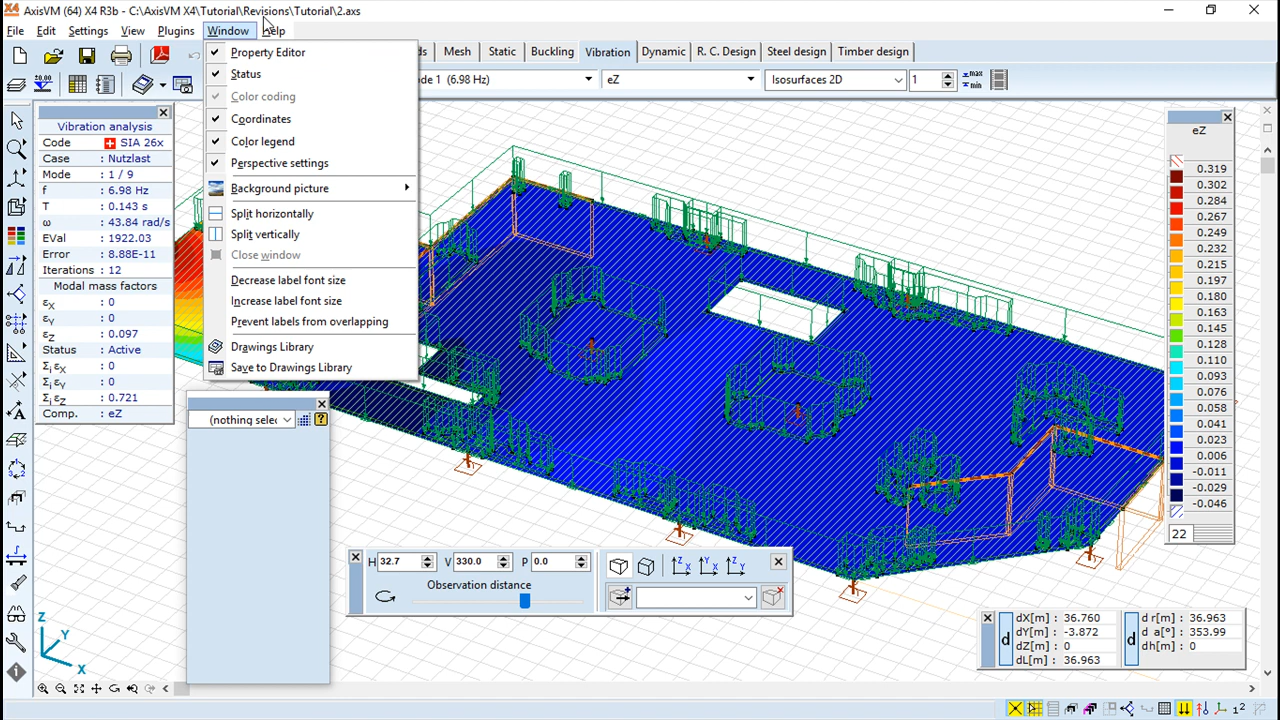 AxisVM (64) X4 R3b - C:\AxisVM X4\Tutorial\Revisions\Tutorial\2.axs
File Edit Settings View Plugins Window Help
Mesh Static Buckling Vibration Dynamic R. C. Design Steel design Timber design
de 1 (6.98 Hz) eZ Isosurfaces 2D 1 max min
Property Editor
Status
Color coding
Coordinates
Color legend
Perspective settings
Background picture
Split horizontally
Split vertically
Close window
Decrease label font size
Increase label font size
Prevent labels from overlapping
Drawings Library
Save to Drawings Library
Vibration analysis
Code SIA 26x
Case : Nutzlast
Mode : 1 / 9
f : 6.98 Hz
T : 0.143 s
ω : 43.84 rad/s
EVal : 1922.03
Error : 8.88E-11
Iterations : 12
Modal mass factors
εX : 0
εY : 0
εZ : 0.097
Status : Active
Σiεx : 0
Σiεy : 0
Σiεz : 0.721
Comp. : eZ
(nothing selec
eZ
0.319
0.302
0.284
0.267
0.249
0.232
0.215
0.197
0.180
0.163
0.145
0.128
0.110
0.093
0.076
0.058
0.041
0.023
0.006
-0.011
-0.029
-0.046
22
H 32.7 V 330.0 P 0.0
Observation distance
dX[m] : 36.760
dY[m] : -3.872
dZ[m] : 0
dL[m] : 36.963
d
d r[m] : 36.963
d a[°] : 353.99
dh[m] : 0
d
Z
Y
X